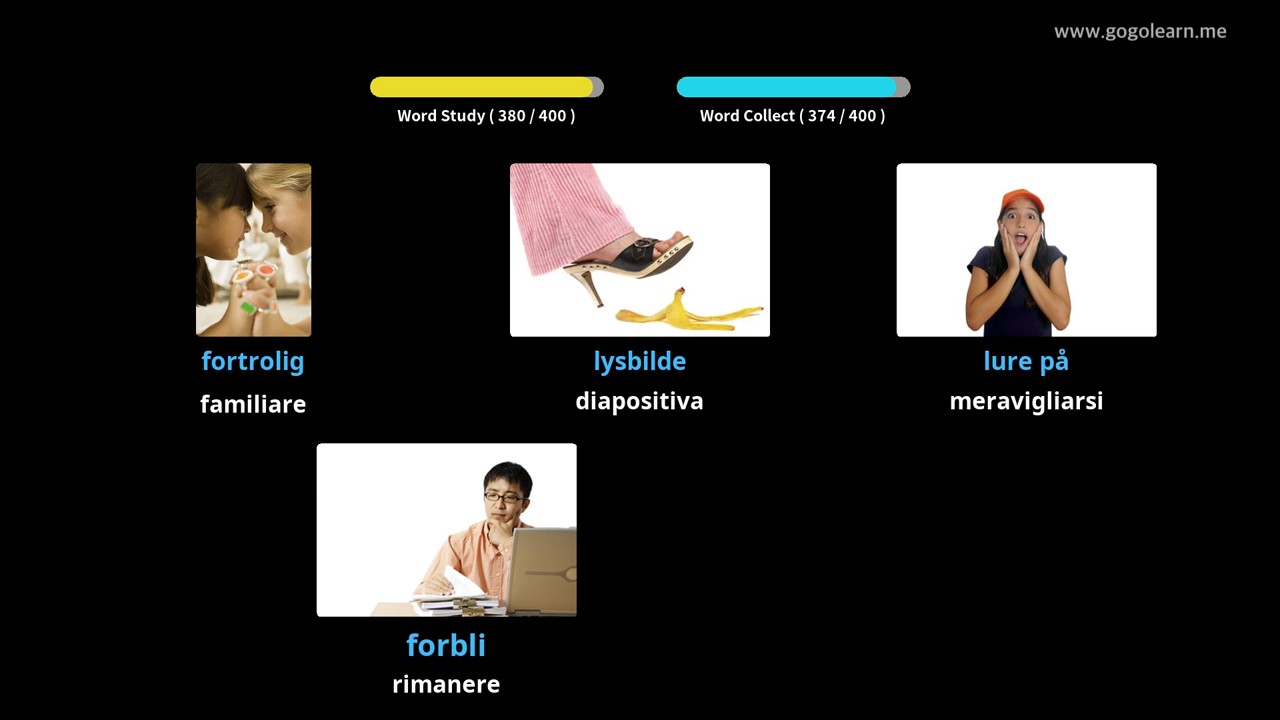 www.gogolearn.me
Word Study ( 380 / 400 )
Word Collect ( 374 / 400 )
fortrolig
familiare
lysbilde
diapositiva
lure på
meravigliarsi
forbli
rimanere